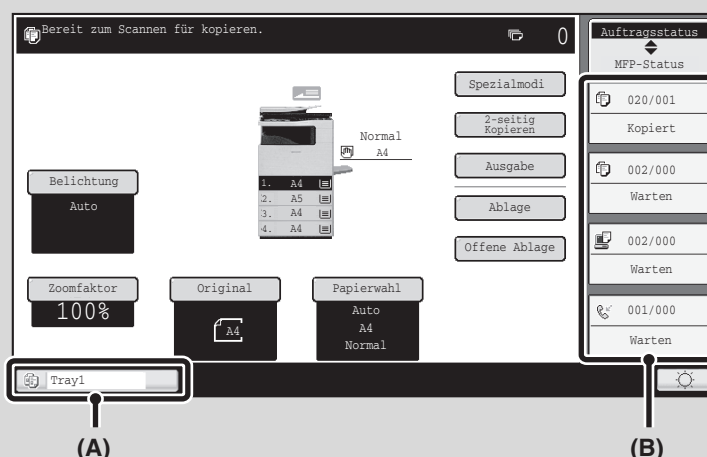 Bereit zum Scannen für kopieren.
0
Auftragsstatus
MFP-Status
020/001
Kopiert
002/000
Warten
002/000
Warten
001/000
Warten
Spezialmodi
2-seitig
Kopieren
Ausgabe
Ablage
Offene Ablage
Normal
A4
1. A4
2. A5
3. A4
4. A4
Belichtung
Auto
Zoomfaktor
100%
Original
A4
Papierwahl
Auto
A4
Normal
Tray1
(A)
(B)